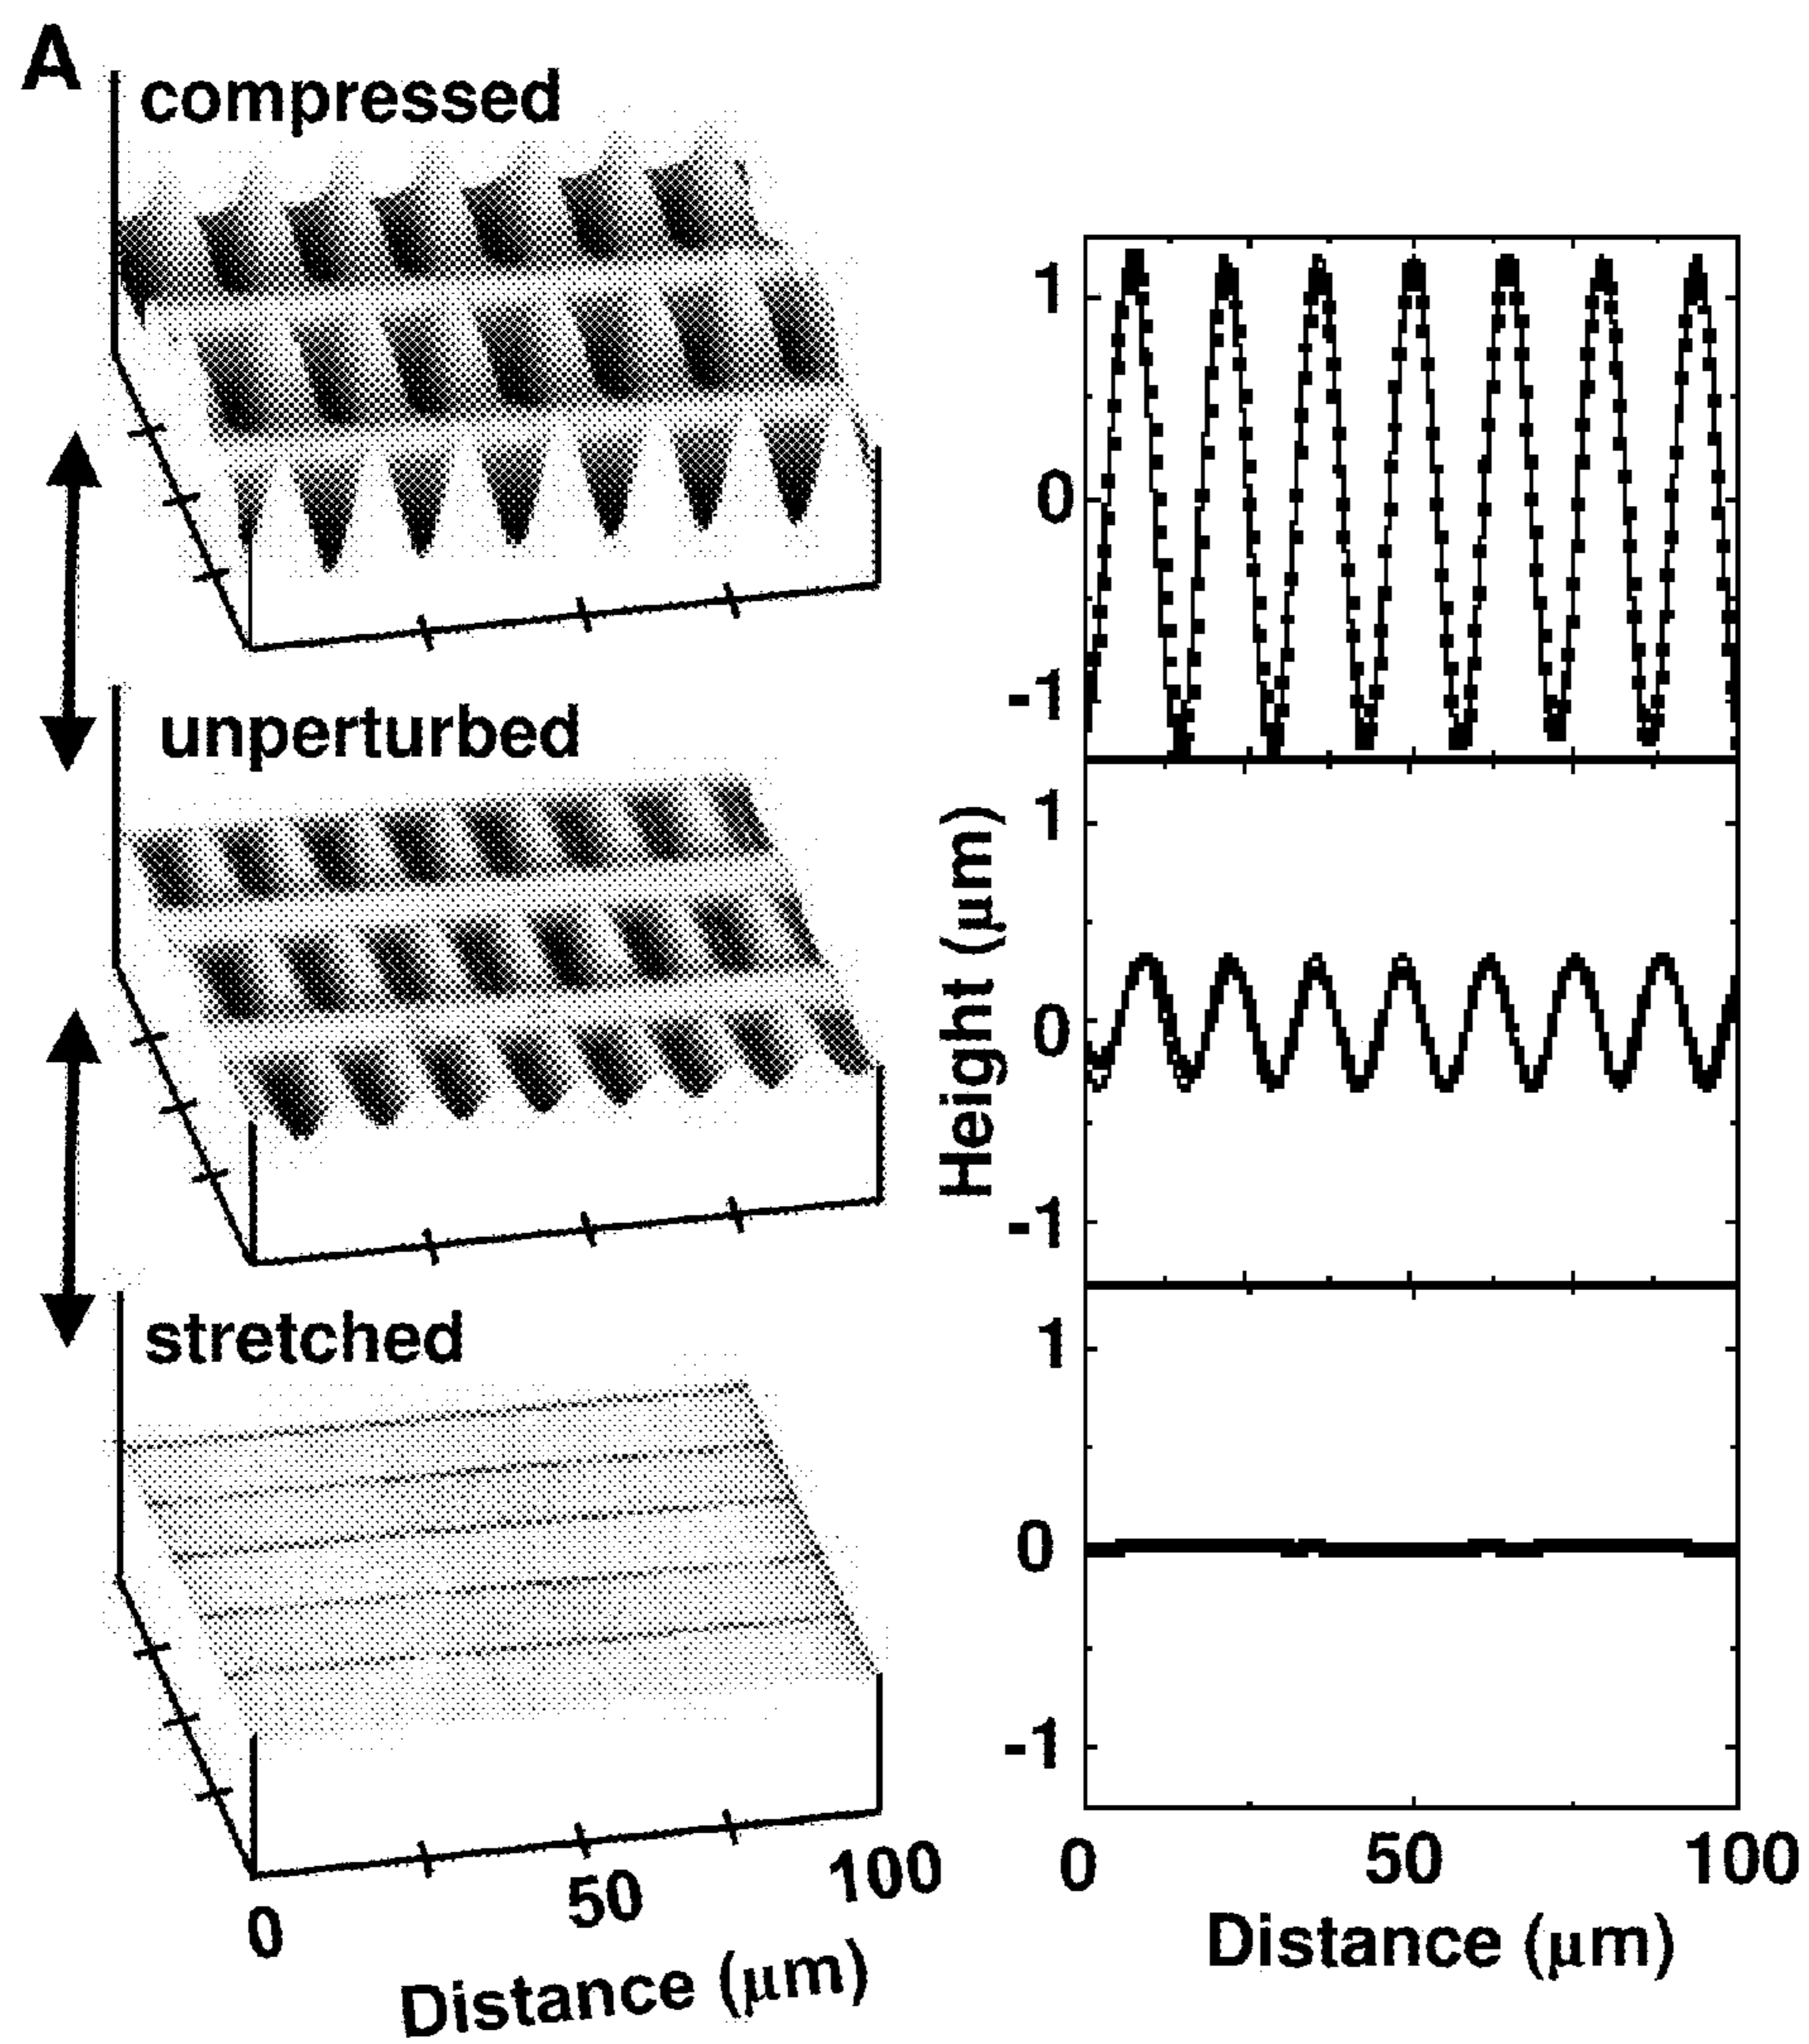 A
compressed
unperturbed
stretched
0
50
100
Distance (μm)
Height (μm)
1
0
-1
1
0
-1
1
0
-1
0
50
100
Distance (μm)